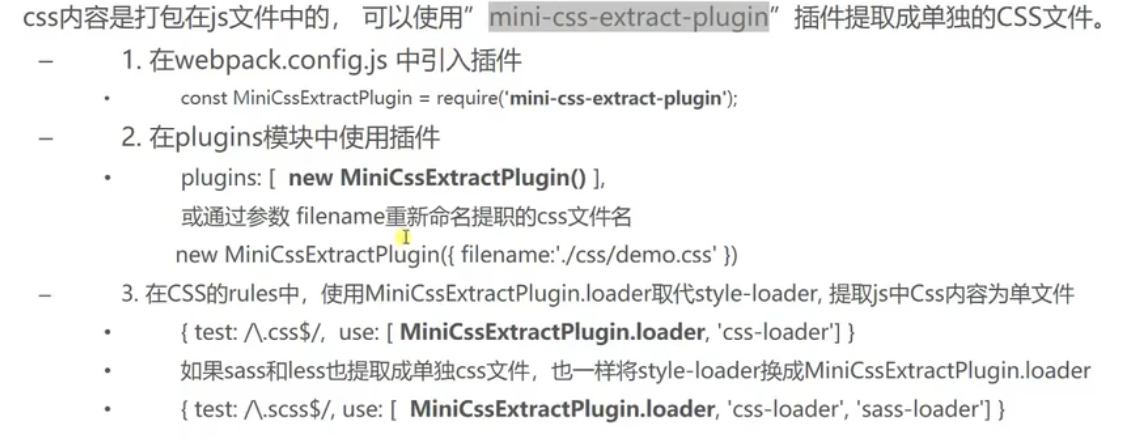 css内容是打包在js文件中的， 可以使用”mini-css-extract-plugin”插件提取成单独的CSS文件。
– 1. 在webpack.config.js 中引入插件
• const MiniCssExtractPlugin = require('mini-css-extract-plugin');
– 2. 在plugins模块中使用插件
• plugins: [ new MiniCssExtractPlugin() ],
或通过参数 filename重新命名提职的css文件名
new MiniCssExtractPlugin({ filename:'./css/demo.css' })
– 3. 在CSS的rules中，使用MiniCssExtractPlugin.loader取代style-loader, 提取js中Css内容为单文件
• { test: /\.css$/, use: [ MiniCssExtractPlugin.loader, 'css-loader'] }
• 如果sass和less也提取成单独css文件，也一样将style-loader换成MiniCssExtractPlugin.loader
• { test: /\.scss$/, use: [ MiniCssExtractPlugin.loader, 'css-loader', 'sass-loader'] }